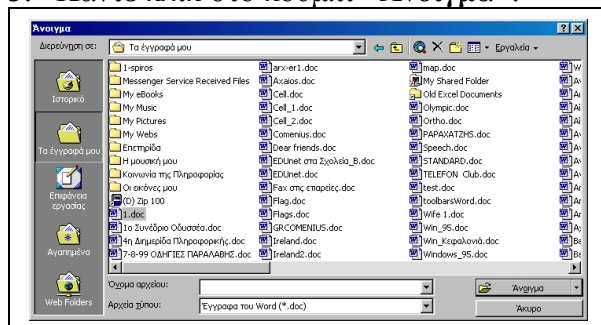 Άνοιγμα
Διερεύνηση σε: Τα έγγραφά μου Εργαλεία
Ιστορικό
Τα έγγραφά μου
Επιφάνεια εργασίας
Αγαπημένα
Web Folders
1-spiros
Messenger Service Received Files
My eBooks
My Music
My Pictures
My Webs
Επετηρίδα
Η μουσική μου
Κοινωνία της Πληροφορίας
Οι εικόνες μου
(D) Zip 100
1.doc
1ο Συνέδριο Οδυσσέα.doc
4η Διημερίδα Πληροφορικής.doc
7-8-99 ΟΔΗΓΙΕΣ ΠΑΡΑΛΑΒΗΣ.doc
arx-er1.doc
Axaios.doc
Cell.doc
Cell_1.doc
Cell_2.doc
Comenius.doc
Dear friends.doc
EDUnet στα Σχολεία_B.doc
EDUnet.doc
Fax στις εταιρείες.doc
Flag.doc
Flags.doc
GRCOMENIUS.doc
Ireland.doc
Ireland2.doc
map.doc
My Shared Folder
Old Excel Documents
Olympic.doc
Ortho.doc
PAPAXATZHS.doc
Speech.doc
STANDARD.doc
TELEFON Club.doc
test.doc
toolbarsWord.doc
Wife 1.doc
Win_95.doc
Win_Κεφαλονιά.doc
Windows_95.doc
Όνομα αρχείου: Άνοιγμα
Αρχεία τύπου: Έγγραφα του Word (*.doc) Άκυρο